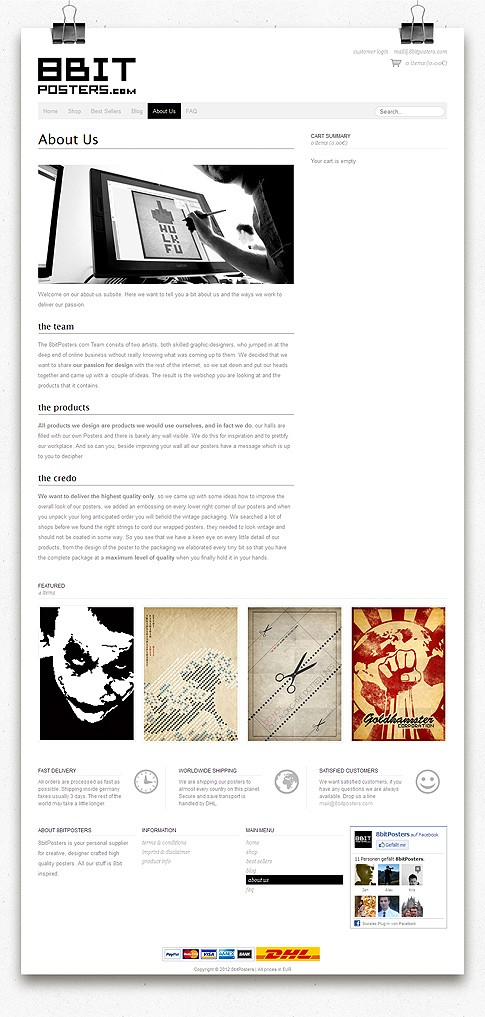 customer login mail@8bitposters.com
8BIT
POSTERS.COM
0 items (0.00€)
Home Shop Best Sellers Blog About Us FAQ
Search...
About Us
CART SUMMARY
0 items (0.00€)
Your cart is empty
HU
LK
FU
Welcome on our about-us subsite. Here we want to tell you a bit about us and the ways we work to
deliver our passion.
the team
The 8bitPosters.com Team consits of two artists, both skilled graphic-designers, who jumped in at the
deep end of online business without really knowing what was coming up to them. We decided that we
want to share our passion for design with the rest of the internet, so we sat down and put our heads
together and came up with a couple of ideas. The result is the webshop you are looking at and the
products that it contains.
the products
All products we design are products we would use ourselves, and in fact we do, our halls are
filled with our own Posters and there is barely any wall visible. We do this for inspiration and to prettify
our workplace. And so can you, beside improving your wall all our posters have a message which is up
to you to decipher
the credo
We want to deliver the highest quality only, so we came up with some ideas how to improve the
overall look of our posters, we added an embossing on every lower right corner of our posters and when
you unpack your long anticipated order you will behold the vintage packaging. We searched a lot of
shops before we found the right strings to cord our wrapped posters, they needed to look vintage and
should not be coated in some way. So you see that we have a keen eye on every little detail of our
products, from the design of the poster to the packaging we elaborated every tiny bit so that you have
the complete package at a maximum level of quality when you finally hold it in your hands.
FEATURED
4 items
Goldhamster
CORPORATION
FAST DELIVERY
All orders are processed as fast as
possible. Shipping inside germany
takes usually 3 days. The rest of the
world may take a little longer.
WORLDWIDE SHIPPING
We are shipping our posters to
almost every country on this planet.
Secure and save transport is
handled by DHL.
SATISFIED CUSTOMERS
We want satisfied customers, if you
have any questions we are always
available. Drop us a line
mail@8bitposters.com
ABOUT 8BITPOSTERS
8BitPosters is your personal supplier
for creative, designer crafted high
quality posters. All our stuff is 8bit
inspired.
INFORMATION
terms & conditions
imprint & disclaimer
product info
MAIN MENU
home
shop
best sellers
blog
about us
faq
8bitPosters auf Facebook
Gefällt mir
11 Personen gefällt 8bitPosters.
Jan Alex Kris
Soziales Plug-in von Facebook
PayPal MasterCard VISA BANK DHL
Copyright © 2012 8bitPosters | All prices in EUR